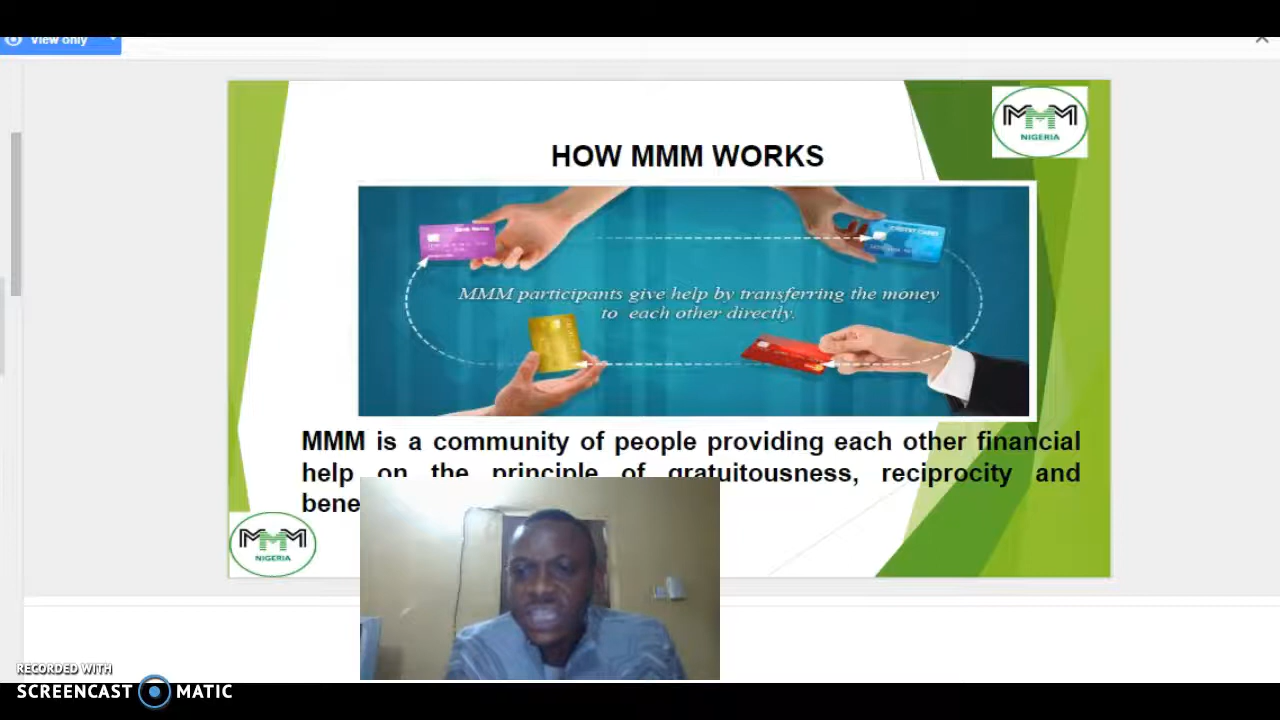 View only
MMM
NIGERIA
HOW MMM WORKS
MMM participants give help by transferring the money
to each other directly.
MMM is a community of people providing each other financial
help on the principle of gratuitousness, reciprocity and
bene
MMM
NIGERIA
RECORDED WITH
SCREENCAST MATIC